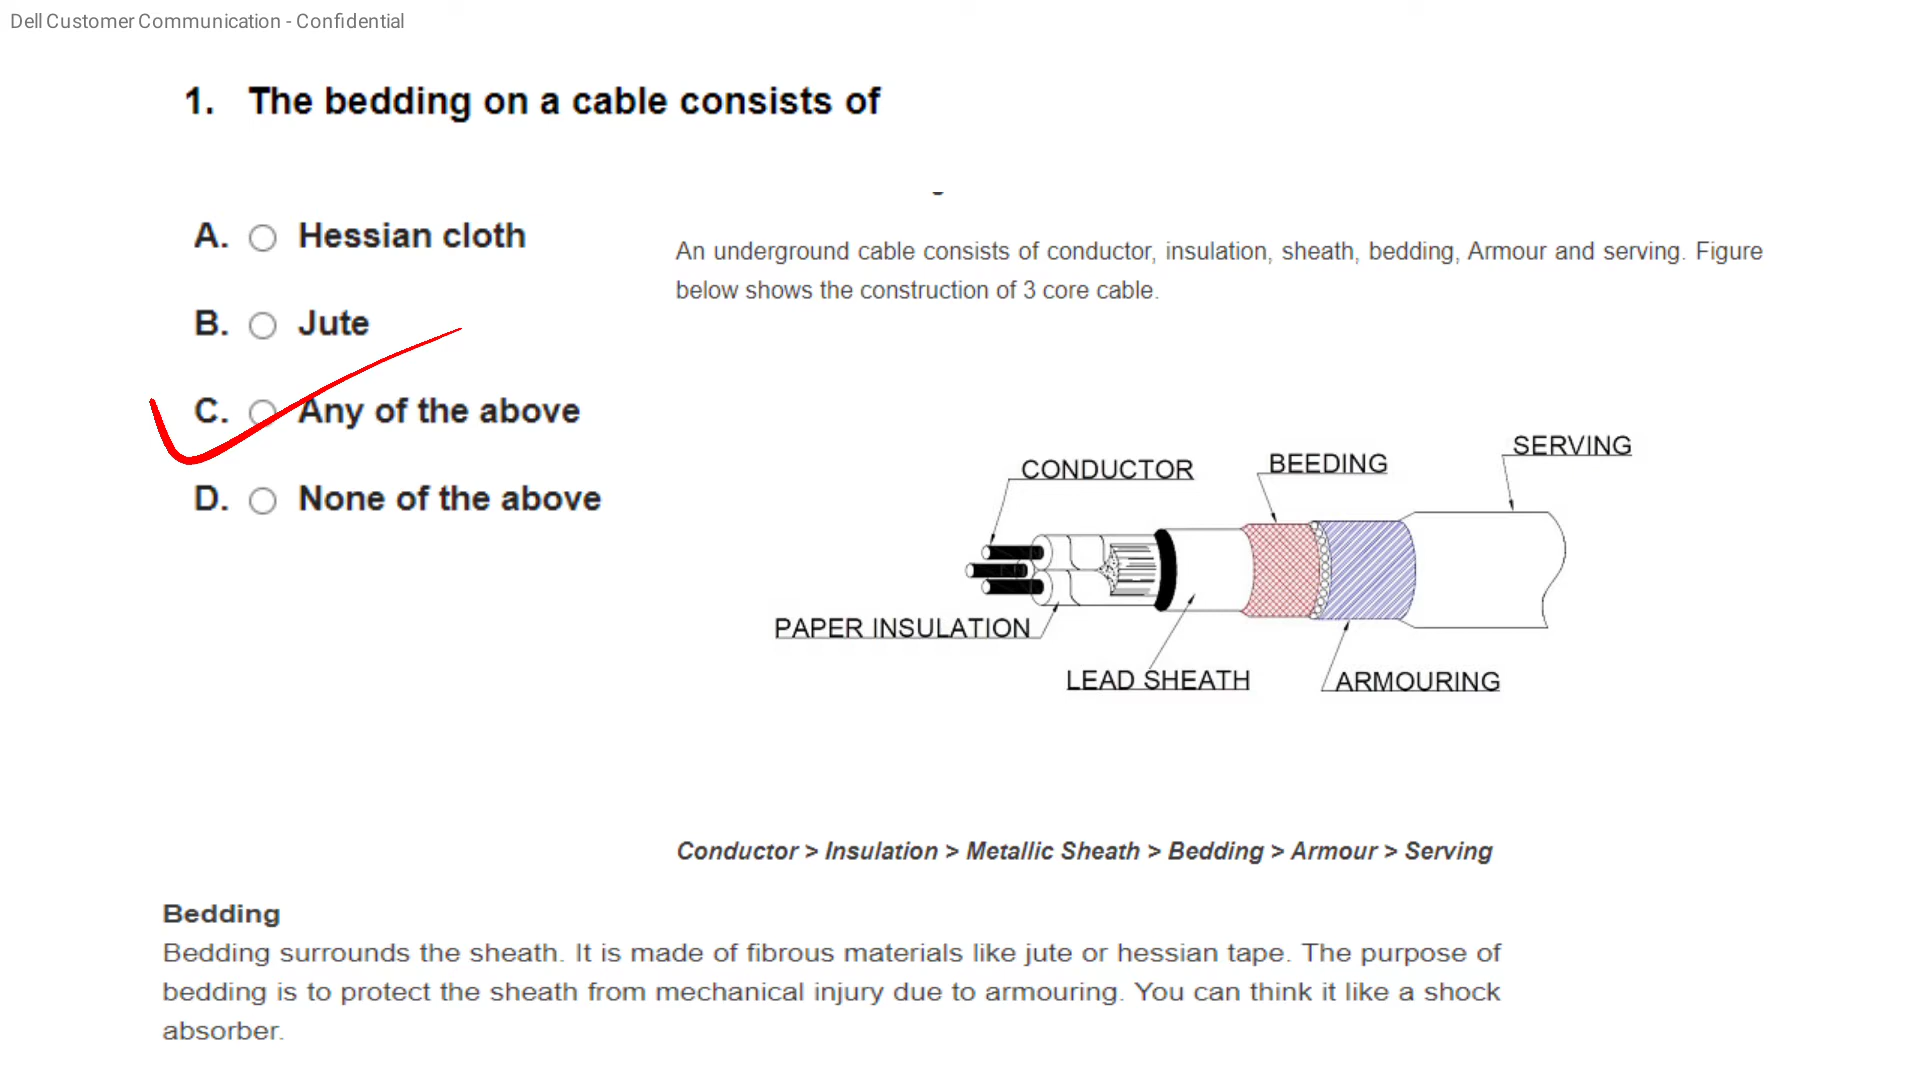 Dell Customer Communication - Confidential
1. The bedding on a cable consists of
A. Hessian cloth
B. Jute
C. Any of the above
D. None of the above
An underground cable consists of conductor, insulation, sheath, bedding, Armour and serving. Figure
below shows the construction of 3 core cable.
SERVING
BEEDING
CONDUCTOR
PAPER INSULATION
LEAD SHEATH
ARMOURING
Conductor > Insulation > Metallic Sheath > Bedding > Armour > Serving
Bedding
Bedding surrounds the sheath. It is made of fibrous materials like jute or hessian tape. The purpose of
bedding is to protect the sheath from mechanical injury due to armouring. You can think it like a shock
absorber.